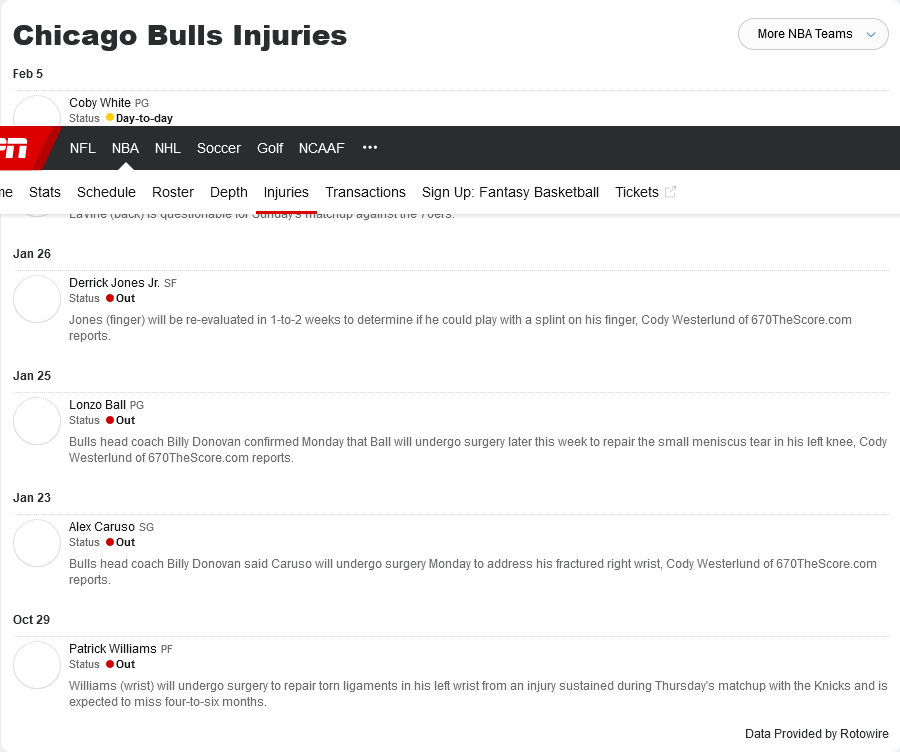 Chicago Bulls Injuries
More NBA Teams
Feb 5
Coby White PG
Status Day-to-day
NFL NBA NHL Soccer Golf NCAAF •••
Stats Schedule Roster Depth Injuries Transactions Sign Up: Fantasy Basketball Tickets
LaVine (back) is questionable for Sunday's matchup against the 76ers.
Jan 26
Derrick Jones Jr. SF
Status Out
Jones (finger) will be re-evaluated in 1-to-2 weeks to determine if he could play with a splint on his finger, Cody Westerlund of 670TheScore.com
reports.
Jan 25
Lonzo Ball PG
Status Out
Bulls head coach Billy Donovan confirmed Monday that Ball will undergo surgery later this week to repair the small meniscus tear in his left knee, Cody
Westerlund of 670TheScore.com reports.
Jan 23
Alex Caruso SG
Status Out
Bulls head coach Billy Donovan said Caruso will undergo surgery Monday to address his fractured right wrist, Cody Westerlund of 670TheScore.com
reports.
Oct 29
Patrick Williams PF
Status Out
Williams (wrist) will undergo surgery to repair torn ligaments in his left wrist from an injury sustained during Thursday's matchup with the Knicks and is
expected to miss four-to-six months.
Data Provided by Rotowire